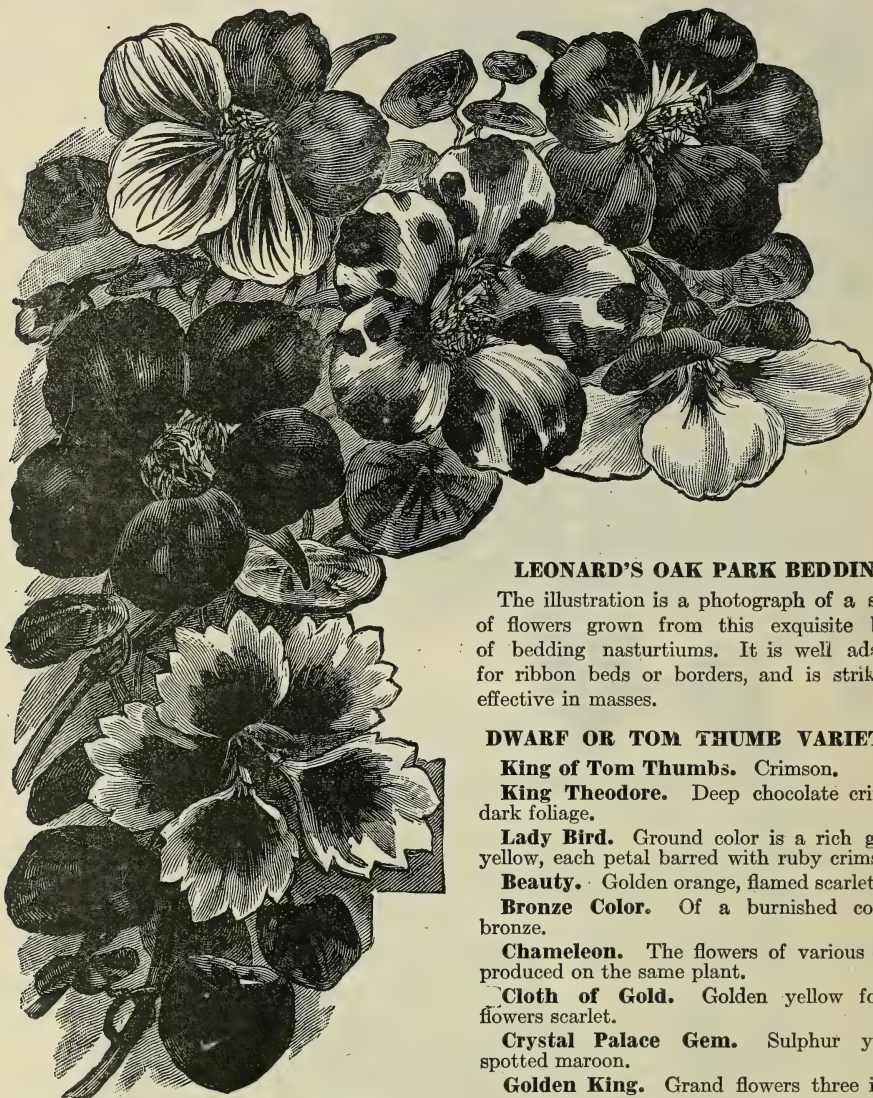 LEONARD'S OAK PARK BEDDIN
The illustration is a photograph of a s
of flowers grown from this exquisite
of bedding nasturtiums. It is well ad
for ribbon beds or borders, and is strik
effective in masses.
DWARF OR TOM THUMB VARIET
King of Tom Thumbs. Crimson.
King Theodore. Deep chocolate cri
dark foliage.
Lady Bird. Ground color is a rich g
yellow, each petal barred with ruby crims
Beauty. Golden orange, flamed scarlet
Bronze Color. Of a burnished co
bronze.
Chameleon. The flowers of various
produced on the same plant.
Cloth of Gold. Golden yellow fo
flowers scarlet.
Crystal Palace Gem. Sulphur y
spotted maroon.
Golden King. Grand flowers three i